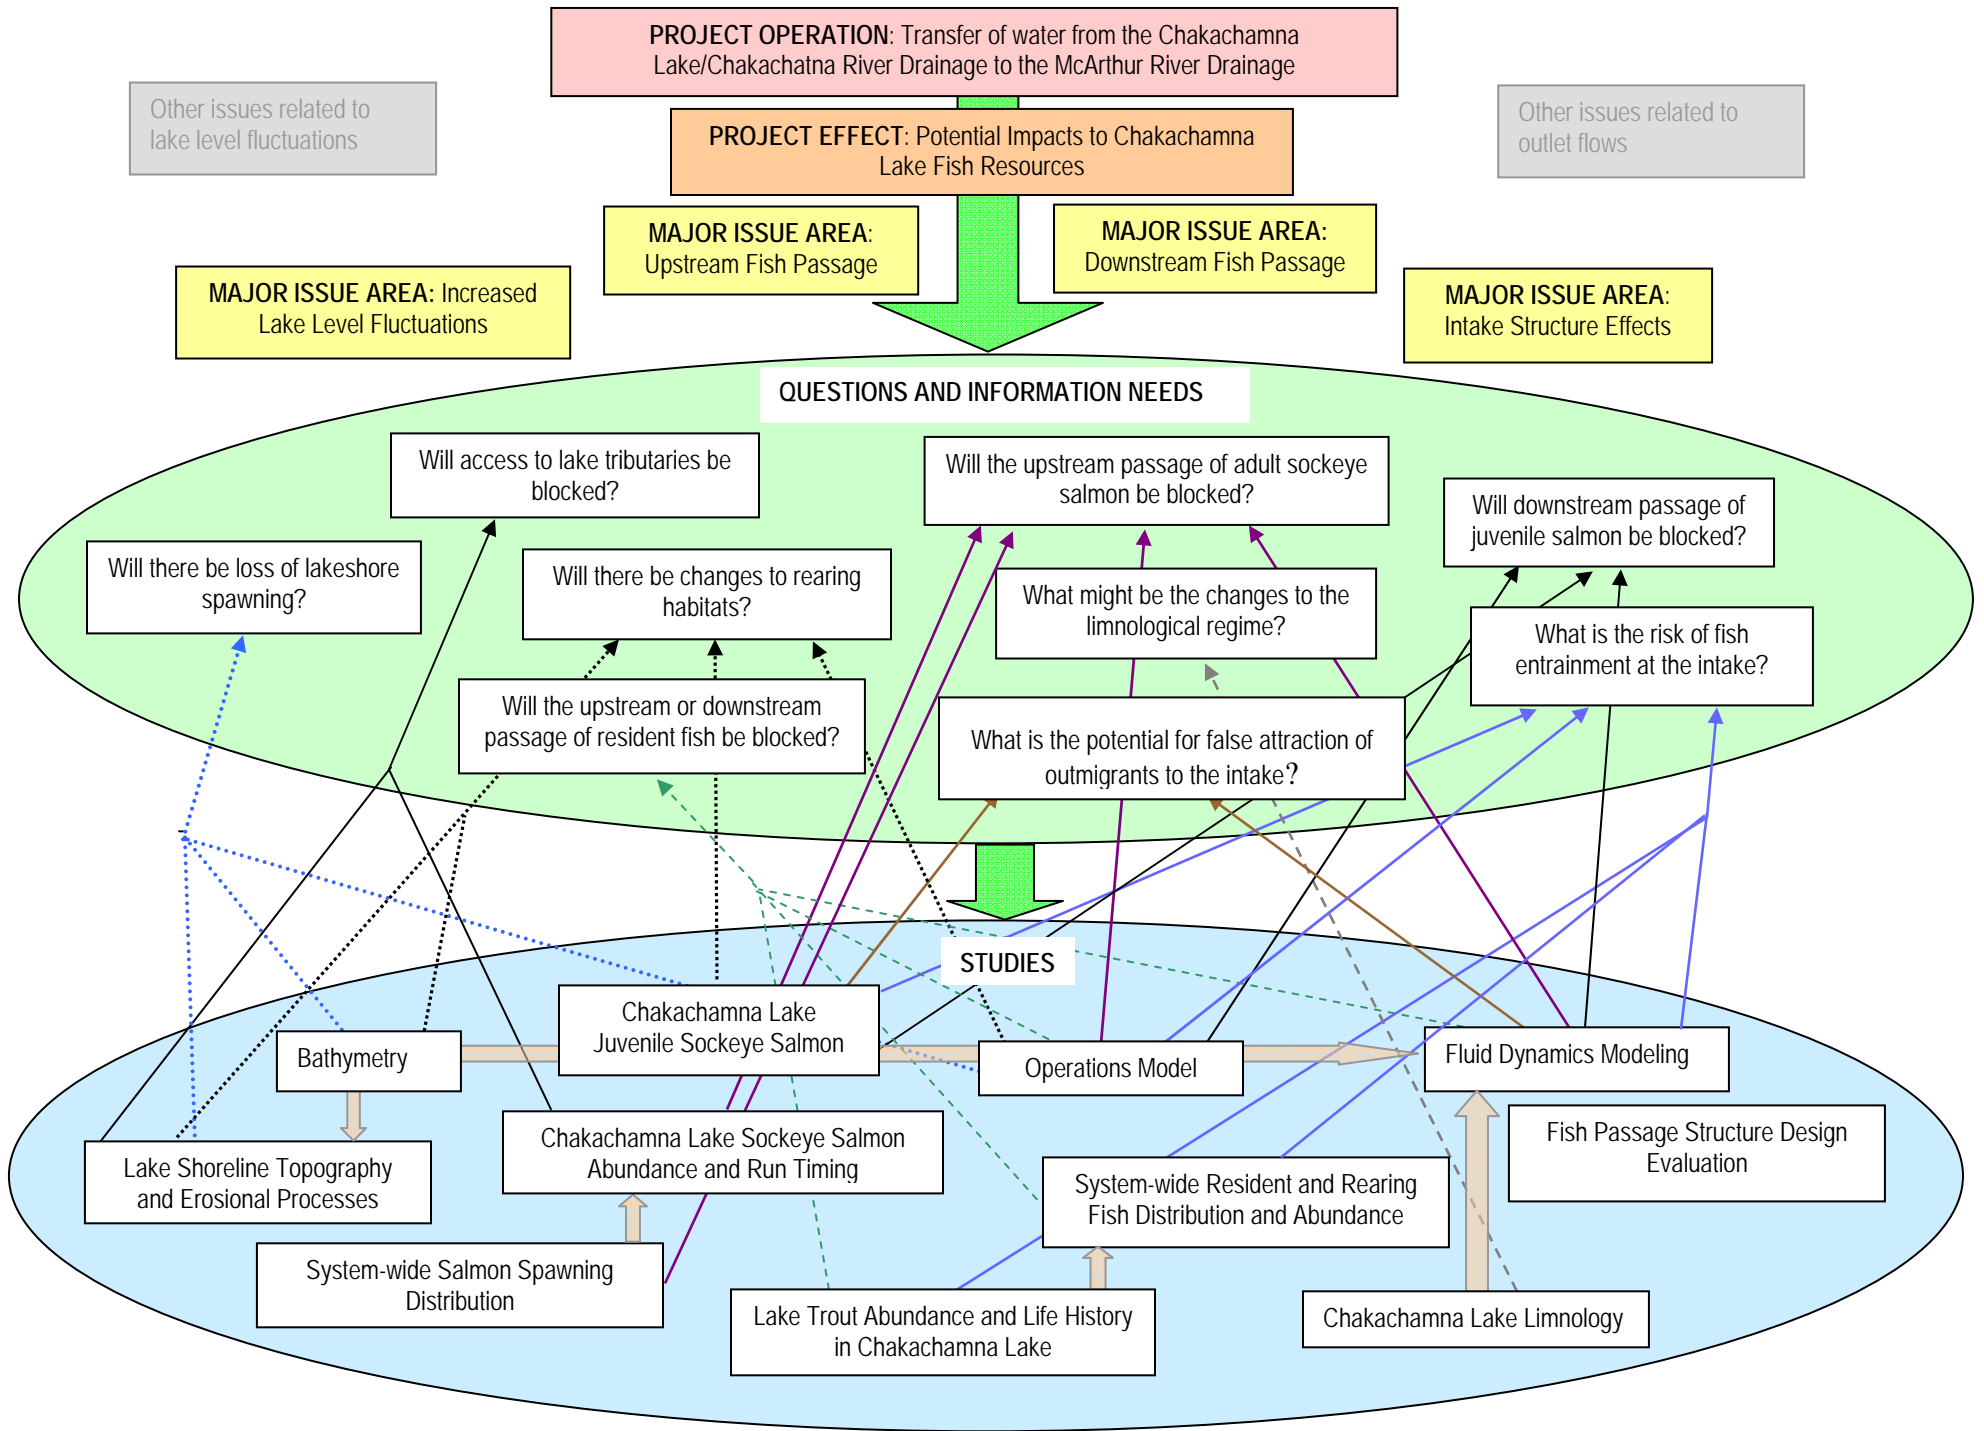 PROJECT OPERATION: Transfer of water from the Chakachamna
Lake/Chakachatna River Drainage to the McArthur River Drainage
Other issues related to
lake level fluctuations
Other issues related to
outlet flows
PROJECT EFFECT: Potential Impacts to Chakachamna
Lake Fish Resources
MAJOR ISSUE AREA:
Upstream Fish Passage
MAJOR ISSUE AREA:
Downstream Fish Passage
MAJOR ISSUE AREA: Increased
Lake Level Fluctuations
MAJOR ISSUE AREA:
Intake Structure Effects
QUESTIONS AND INFORMATION NEEDS
Will access to lake tributaries be
blocked?
Will the upstream passage of adult sockeye
salmon be blocked?
Will downstream passage of
juvenile salmon be blocked?
Will there be loss of lakeshore
spawning?
Will there be changes to rearing
habitats?
What might be the changes to the
limnological regime?
What is the risk of fish
entrainment at the intake?
Will the upstream or downstream
passage of resident fish be blocked?
What is the potential for false attraction of
outmigrants to the intake?
STUDIES
Chakachamna Lake
Juvenile Sockeye Salmon
Bathymetry
Operations Model
Fluid Dynamics Modeling
Chakachamna Lake Sockeye Salmon
Abundance and Run Timing
Fish Passage Structure Design
Evaluation
Lake Shoreline Topography
and Erosional Processes
System-wide Resident and Rearing
Fish Distribution and Abundance
System-wide Salmon Spawning
Distribution
Lake Trout Abundance and Life History
in Chakachamna Lake
Chakachamna Lake Limnology